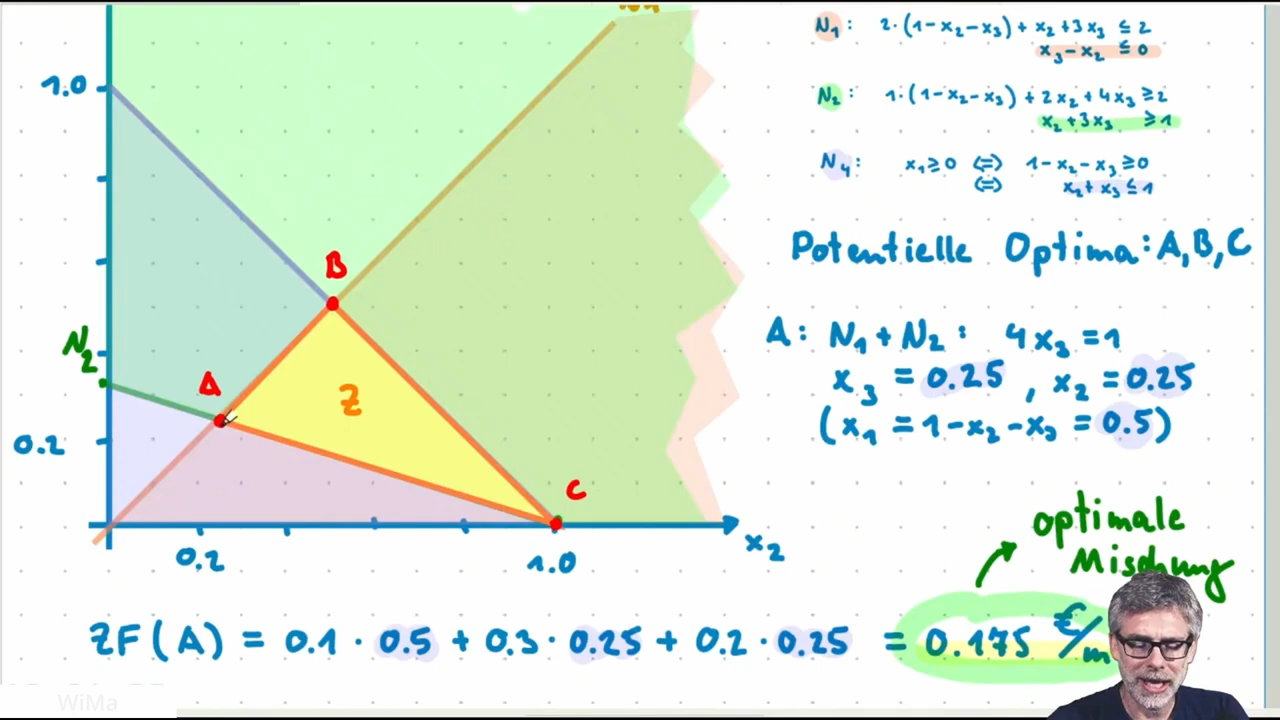 N₁: 2·(1-x₂-x₃) + x₂ + 3x₃ ≤ 2
x₃ - x₂ ≤ 0
N₂: 1·(1-x₂-x₃) + 2x₂ + 4x₃ ≥ 2
x₂ + 3x₃ ≥ 1
N₄: x₁ ≥ 0 ⇔ 1-x₂-x₃ ≥ 0
⇔ x₂ + x₃ ≤ 1
Potentielle Optima: A, B, C
A: N₁ + N₂: 4x₃ = 1
x₃ = 0.25, x₂ = 0.25
(x₁ = 1-x₂-x₃ = 0.5)
1.0
B
N₂
A
Z
0.2
C
0.2
1.0
x₂
optimale
Mischung
ZF(A) = 0.1 · 0.5 + 0.3 · 0.25 + 0.2 · 0.25 = 0.175 €/m
WiMa